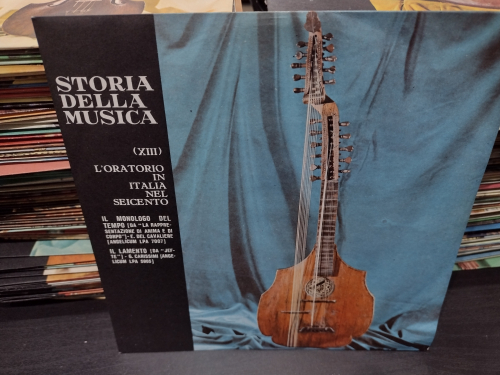 STORIA
DELLA
MUSICA
(XIII)
L'ORATORIO
IN
ITALIA
NEL
SEICENTO
IL MONOLOGO DEL
TEMPO [DA "LA RAPPRE-
SENTAZIONE DI ANIMA E DI
CORPO"] - E. DEL CAVALIERE
[ANGELICUM LPA 7007]
IL LAMENTO [DA "JEF-
TE"] - G. CARISSIMI [ANGE-
LICUM LPA 5965]